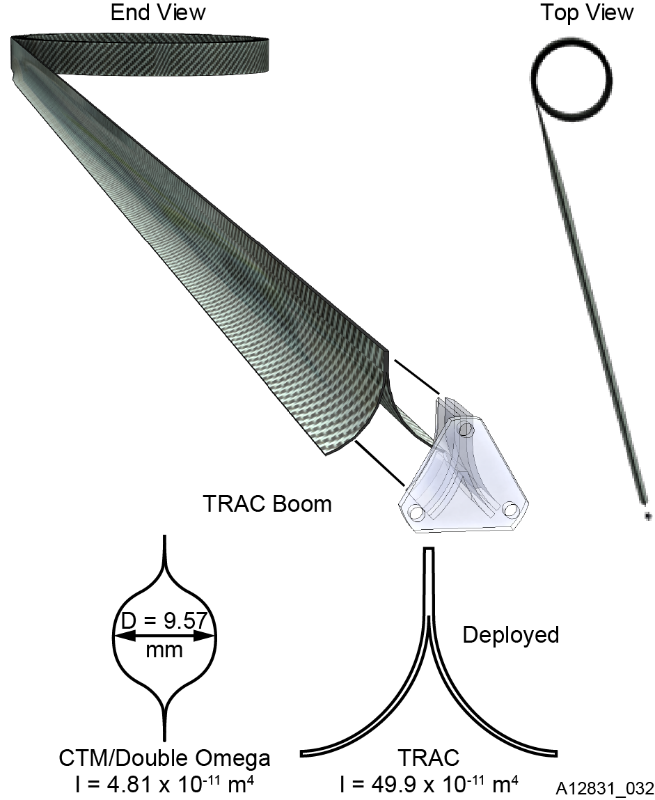 End View
Top View
TRAC Boom
D = 9.57
mm
Deployed
CTM/Double Omega
I = 4.81 x 10⁻¹¹ m⁴
TRAC
I = 49.9 x 10⁻¹¹ m⁴
A12831_032